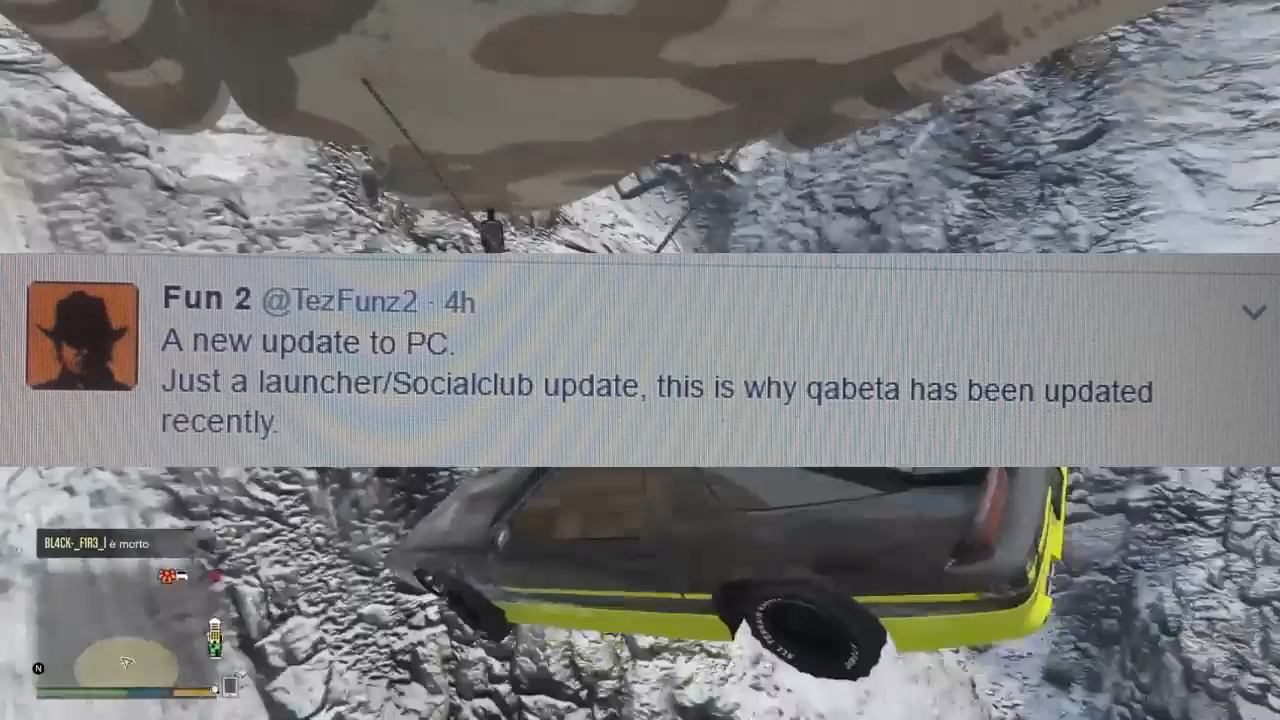 Fun 2 @TezFunz2 · 4h
A new update to PC.
Just a launcher/Socialclub update, this is why qabeta has been updated
recently.
BL4CK-_F1R3_I è morto
N